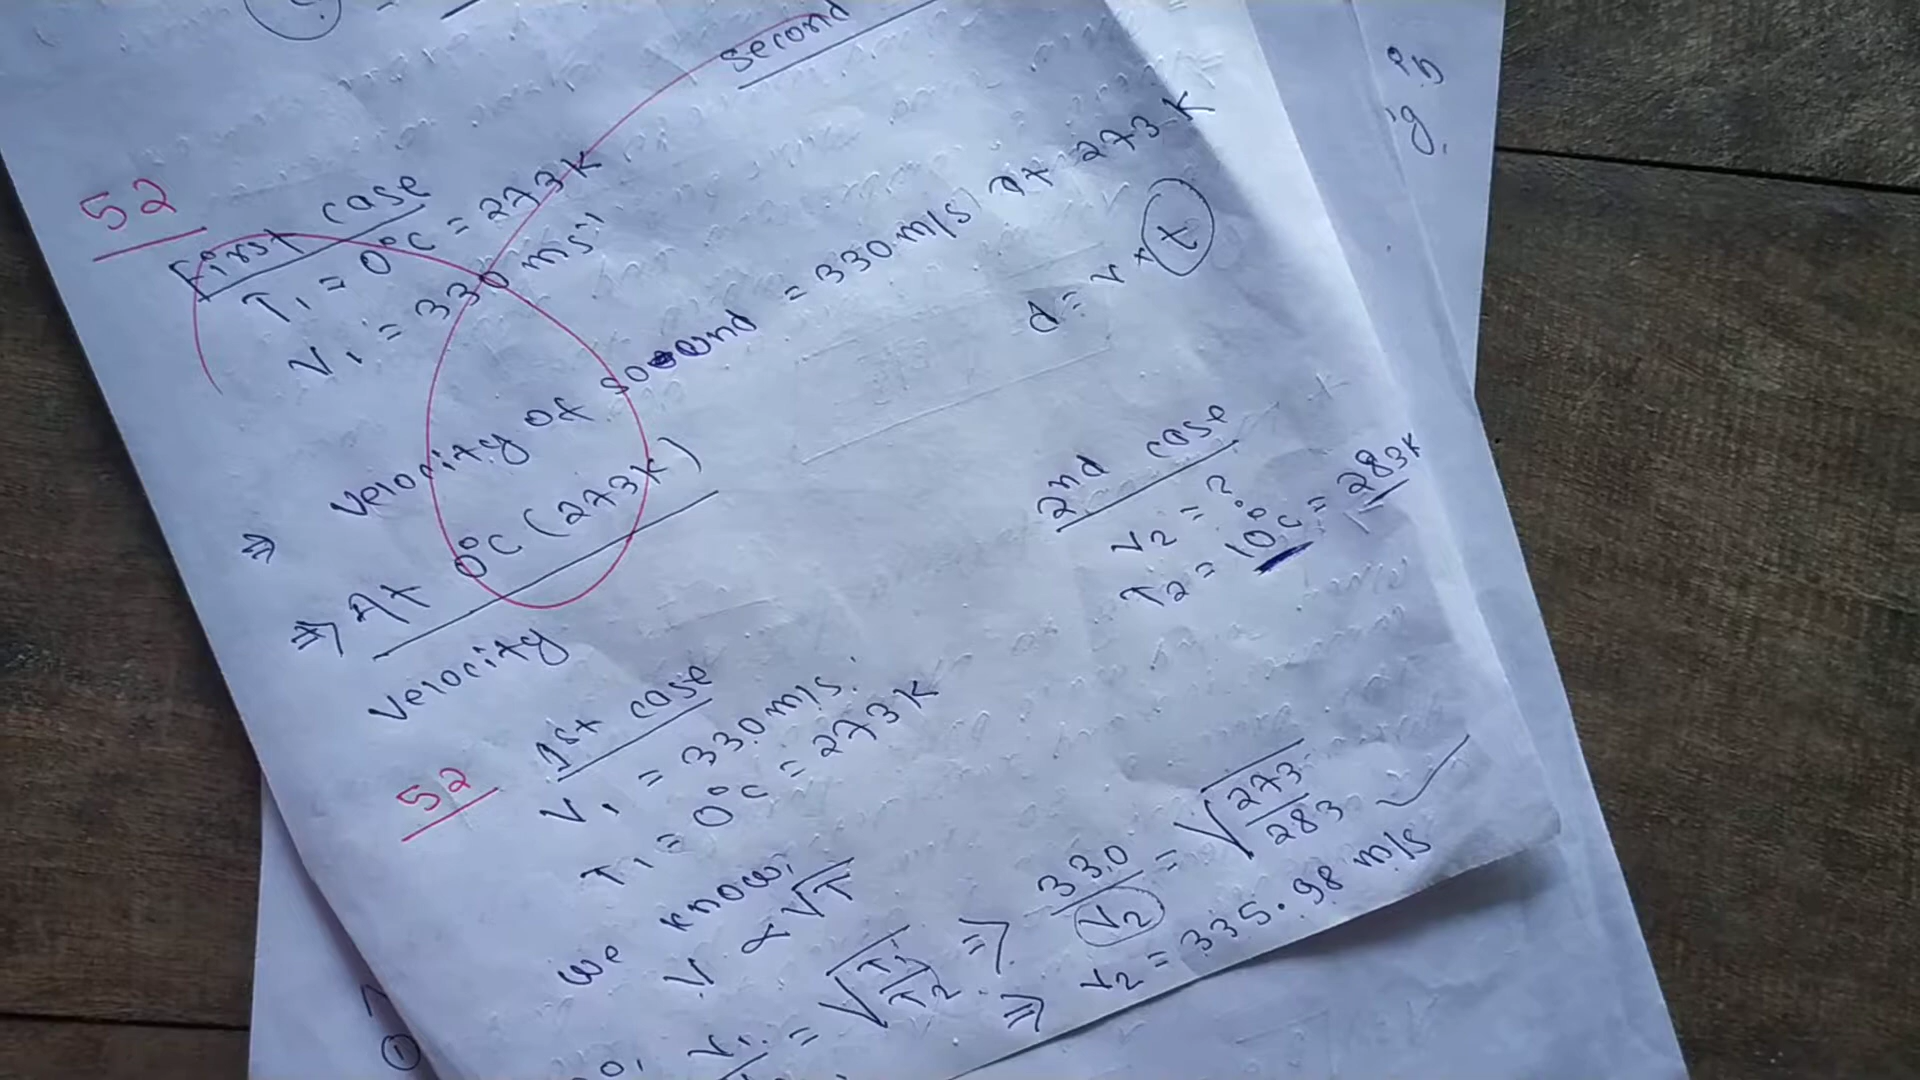 second
52
First case
T₁ = 0°C = 273K
V₁ = 330 ms⁻¹
⇒ Velocity of sound = 330 m/s At 273 K
d = v × t
⇒ At 0°C (273K)
velocity
52
1st case
V₁ = 330 m/s.
T₁ = 0°C = 273K
2nd case
V₂ = ?
T₂ = 10°C = 283K
We know,
V ∝ √T
V₁ = √T₁/T₂ ⇒ 330/V₂ = √273/283
⇒ V₂ = 335.98 m/s
in
g.
①